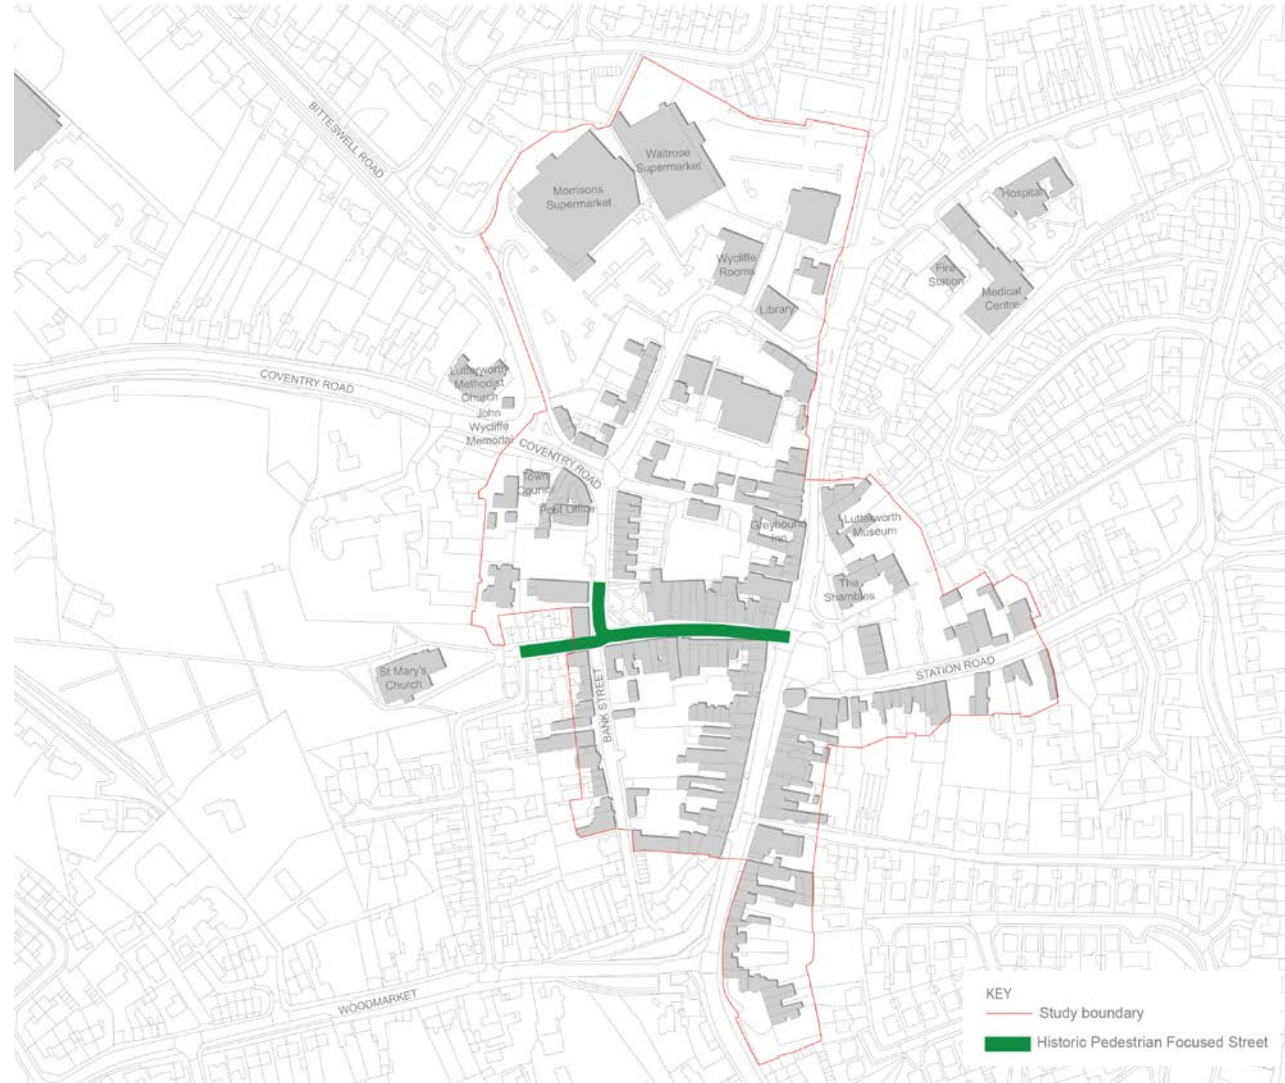 BITTESWELL ROAD
Waitrose
Supermarket
Morrisons
Supermarket
Hospital
Wycliffe
Rooms
Fire
Station
Medical
Centre
Library
COVENTRY ROAD
Lutterworth
Methodist
Church
John
Wycliffe
Memorial
COVENTRY ROAD
Town
Council
Post Office
Greyhound
Inn
Lutterworth
Museum
The
Shambles
St Mary's
Church
BANK STREET
STATION ROAD
WOODMARKET
KEY
Study boundary
Historic Pedestrian Focused Street